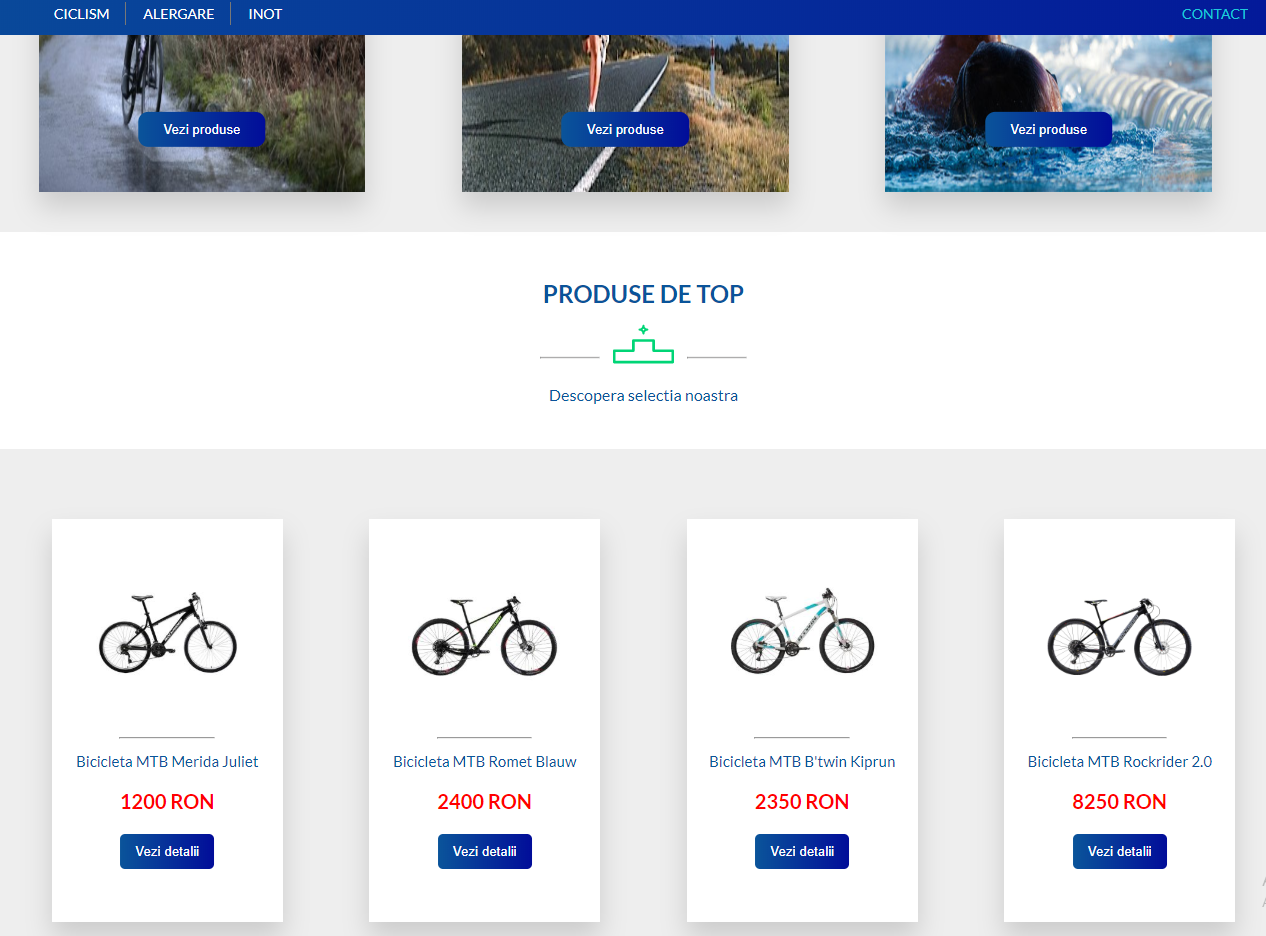 CICLISM
ALERGARE
INOT
CONTACT
Vezi produse
Vezi produse
Vezi produse
PRODUSE DE TOP
Descopera selectia noastra
Bicicleta MTB Merida Juliet
1200 RON
Vezi detalii
Bicicleta MTB Romet Blauw
2400 RON
Vezi detalii
Bicicleta MTB B'twin Kiprun
2350 RON
Vezi detalii
Bicicleta MTB Rockrider 2.0
8250 RON
Vezi detalii